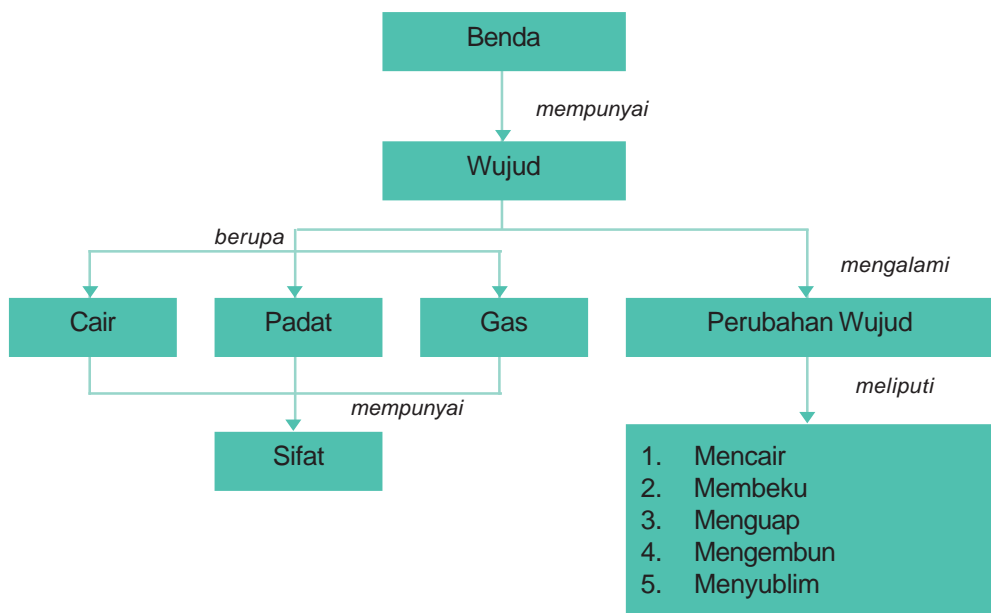 Benda
mempunyai
Wujud
berupa
mengalami
Cair
Padat
Gas
Perubahan Wujud
mempunyai
meliputi
Sifat
1. Mencair
2. Membeku
3. Menguap
4. Mengembun
5. Menyublim